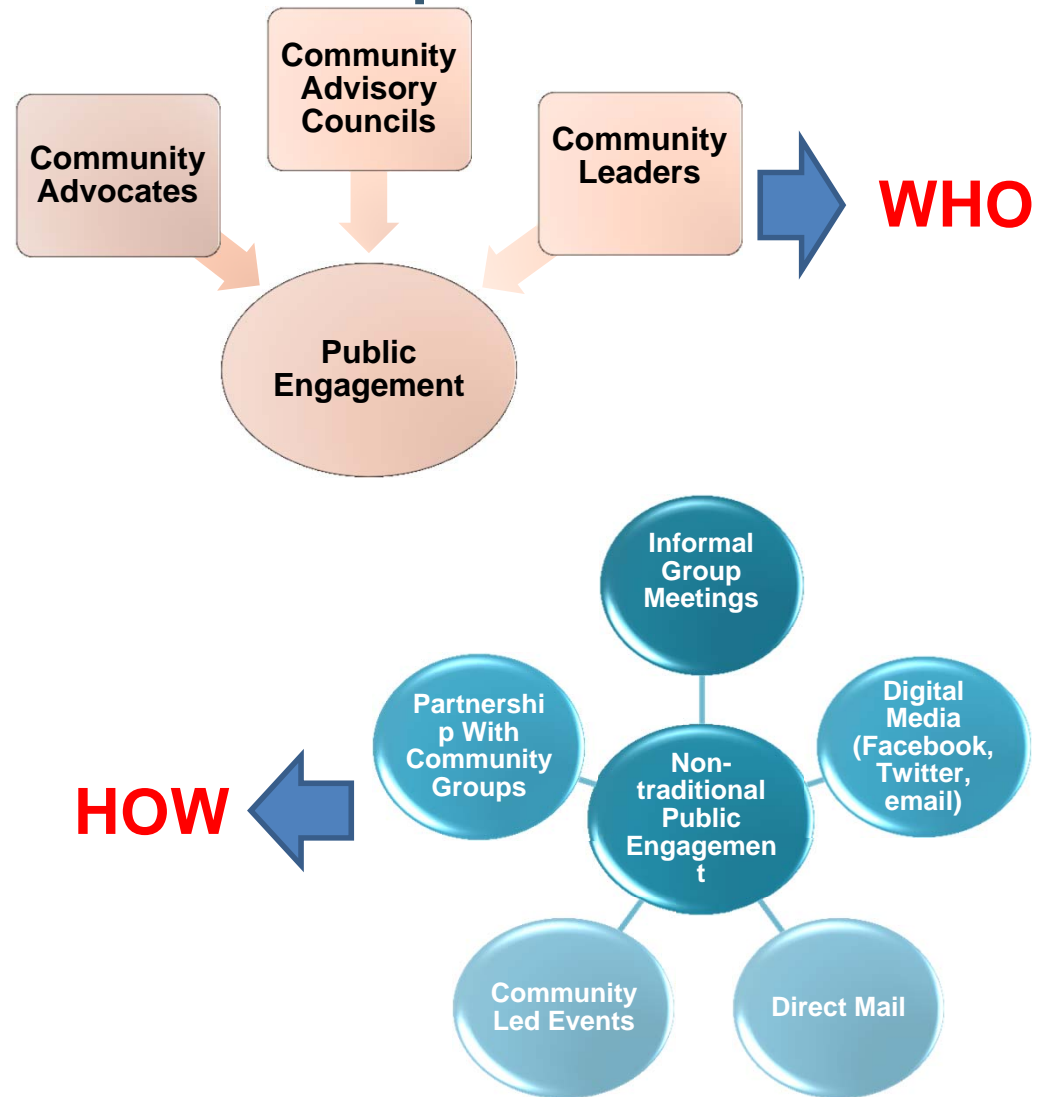 Community
Advisory
Councils
Community
Advocates
Community
Leaders
WHO
Public
Engagement
Informal
Group
Meetings
Partnershi
p With
Community
Groups
Digital
Media
(Facebook,
Twitter,
email)
Non-
traditional
Public
Engagemen
t
HOW
Community
Led Events
Direct Mail